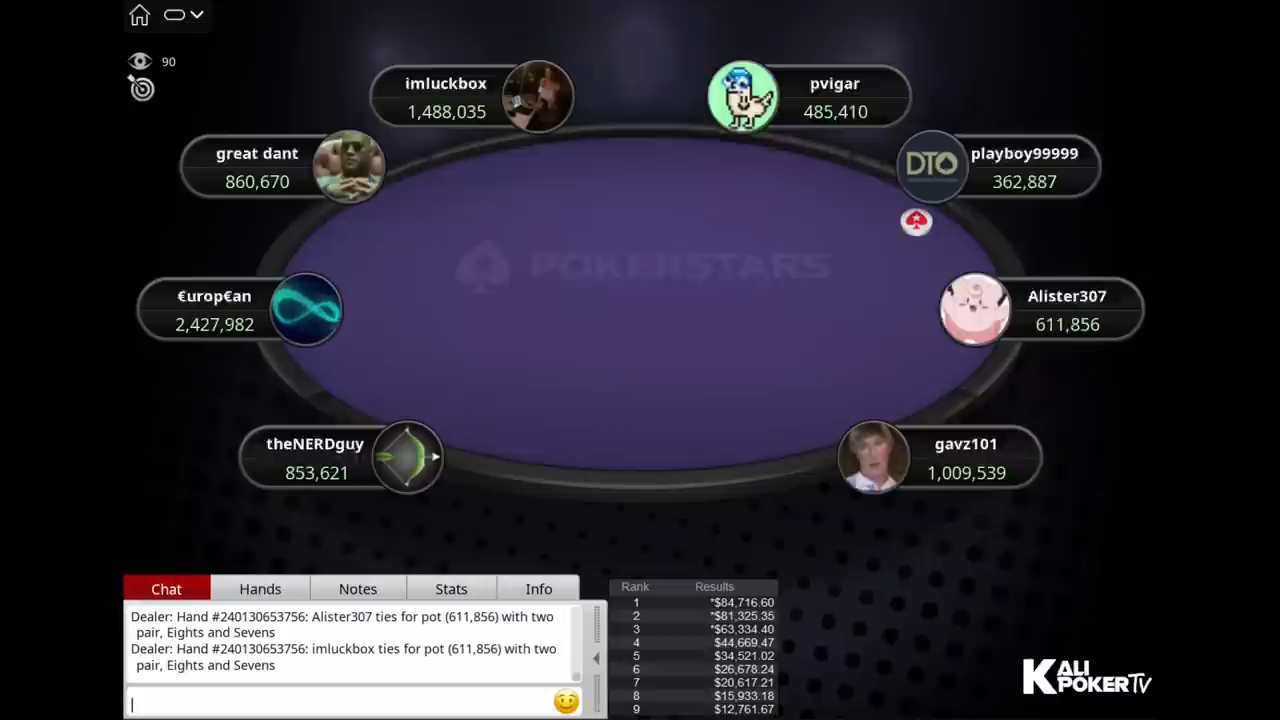 90
imluckbox
1,488,035
pvigar
485,410
great dant
860,670
DTO
playboy99999
362,887
POKERSTARS
€urop€an
2,427,982
Alister307
611,856
theNERDguy
853,621
gavz101
1,009,539
Chat Hands Notes Stats Info
Dealer: Hand #240130653756: Alister307 ties for pot (611,856) with two
pair, Eights and Sevens
Dealer: Hand #240130653756: imluckbox ties for pot (611,856) with two
pair, Eights and Sevens
Rank Results
1 *$84,716.60
2 *$81,325.35
3 *$63,334.40
4 $44,669.47
5 $34,521.02
6 $26,678.24
7 $20,617.21
8 $15,933.18
9 $12,761.67
KALI
POKERTV